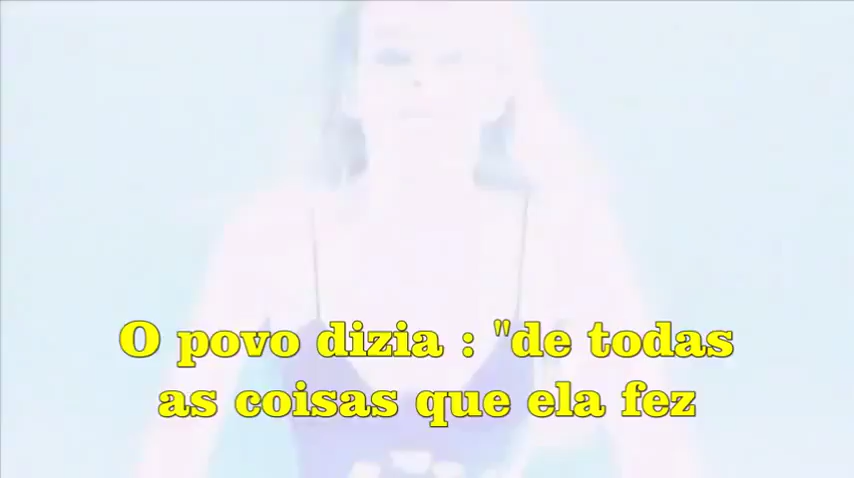 O povo dizia : "de todas
as coisas que ela fez